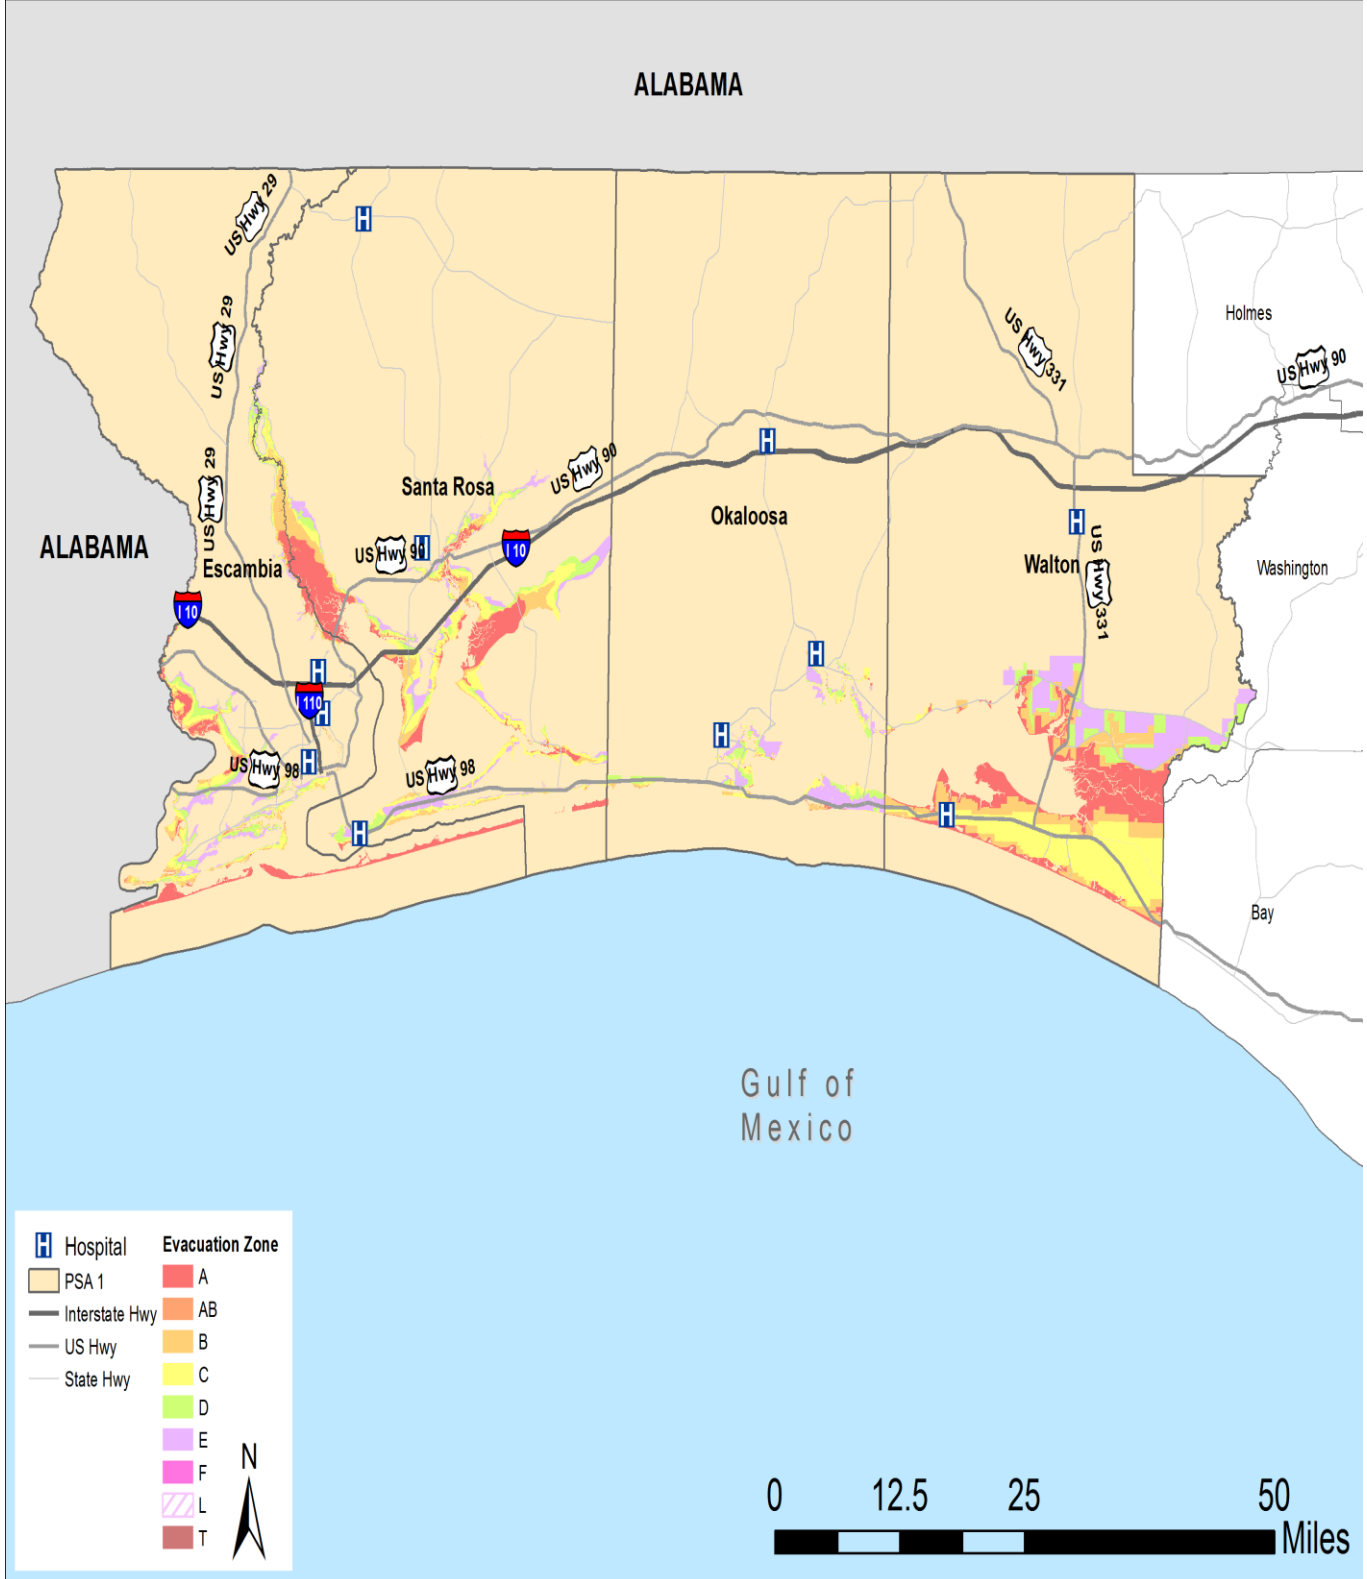 ALABAMA
US Hwy 29
H
US Hwy 29
US Hwy 331
Holmes
US Hwy 90
H
US Hwy 29
Santa Rosa
US Hwy 90
Okaloosa
H
ALABAMA
Escambia
US Hwy 90
H
I 10
Walton
US Hwy 331
Washington
I 10
H
H
I 110
H
H
H
US Hwy 98
US Hwy 98
H
H
Bay
Gulf of
Mexico
H Hospital
PSA 1
Interstate Hwy
US Hwy
State Hwy
Evacuation Zone
A
AB
B
C
D
E
F
L
T
N
0 12.5 25 50
Miles